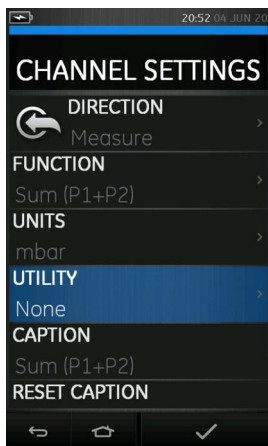 20:52 04 JUN 20
CHANNEL SETTINGS
DIRECTION
Measure
FUNCTION
Sum (P1+P2)
UNITS
mbar
UTILITY
None
CAPTION
Sum (P1+P2)
RESET CAPTION